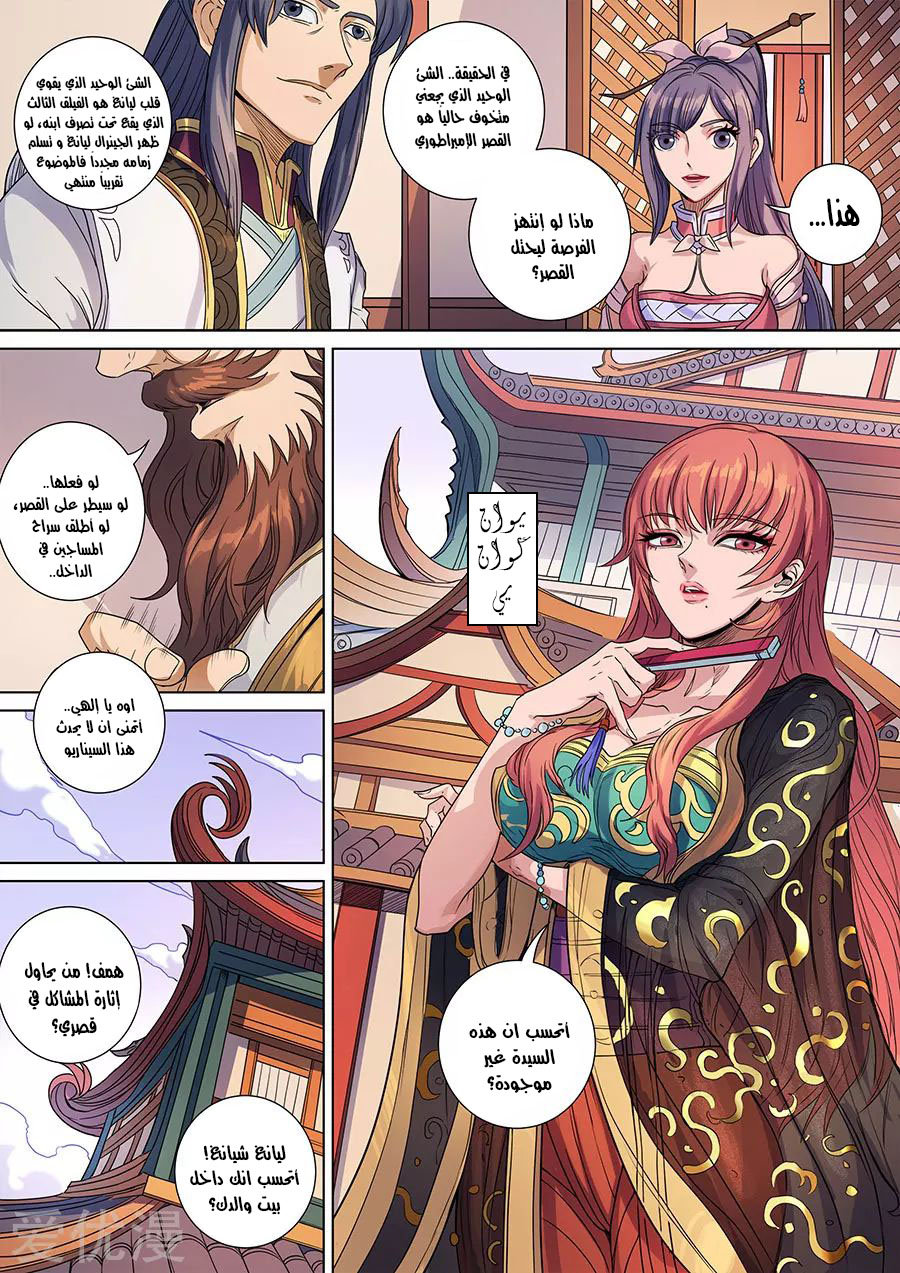 هذا...
في الحقيقة.. الشئ
الوحيد الذي يجعني
متخوف حاليا هو
القصر الإمبراطوري
ماذا لو إنتهز
الفرصة ليحتل
القصر؟
الشئ الوحيد الذي يقوي
قلب ليانغ هو الفيلق الثالث
الذي يقع تحت تصرف ابنه، لو
ظهر الجينرال ليانغ و تسلم
زمامه مجدداً فالموضوع
تقريباً منتهي
لو فعلها..
لو سيطر على القصر،
لو أطلق سراح
المساجين في
الداخل..
اوه يا إلهي..
أتمنى ان لا يحدث
هذا السيناريو
يوان
كوان
يي
همف! من يحاول
إثارة المشاكل في
قصري؟
ليانغ شيانغ!
أتحسب انك داخل
بيت والدك؟
أتحسب ان هذه
السيدة غير
موجودة؟
爱优漫